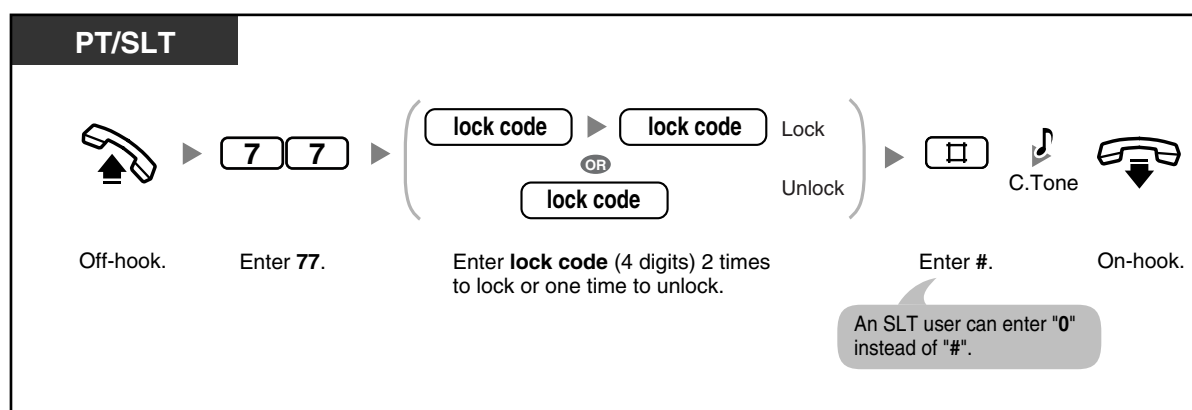 PT/SLT
lock code lock code Lock
7 7 OR # C.Tone
lock code Unlock
Off-hook. Enter 77. Enter lock code (4 digits) 2 times Enter #. On-hook.
to lock or one time to unlock.
An SLT user can enter "0"
instead of "#".